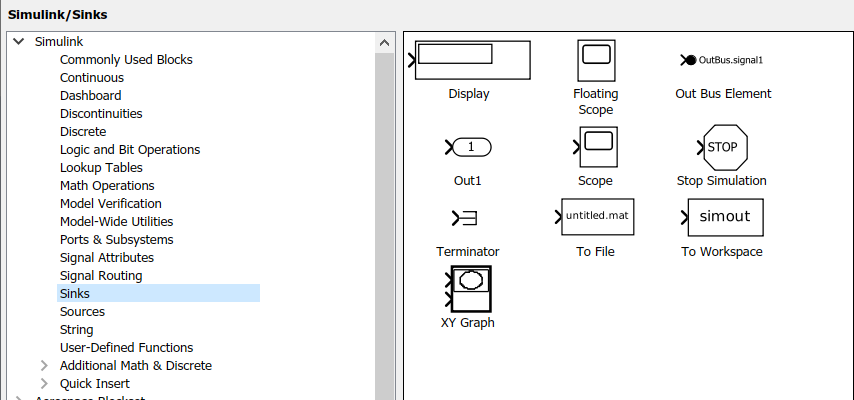 Simulink/Sinks
Simulink
Commonly Used Blocks
Continuous
Dashboard
Discontinuities
Discrete
Logic and Bit Operations
Lookup Tables
Math Operations
Model Verification
Model-Wide Utilities
Ports & Subsystems
Signal Attributes
Signal Routing
Sinks
Sources
String
User-Defined Functions
Additional Math & Discrete
Quick Insert
Display
Floating
Scope
OutBus.signal1
Out Bus Element
1
Out1
Scope
STOP
Stop Simulation
Terminator
untitled.mat
To File
simout
To Workspace
XY Graph